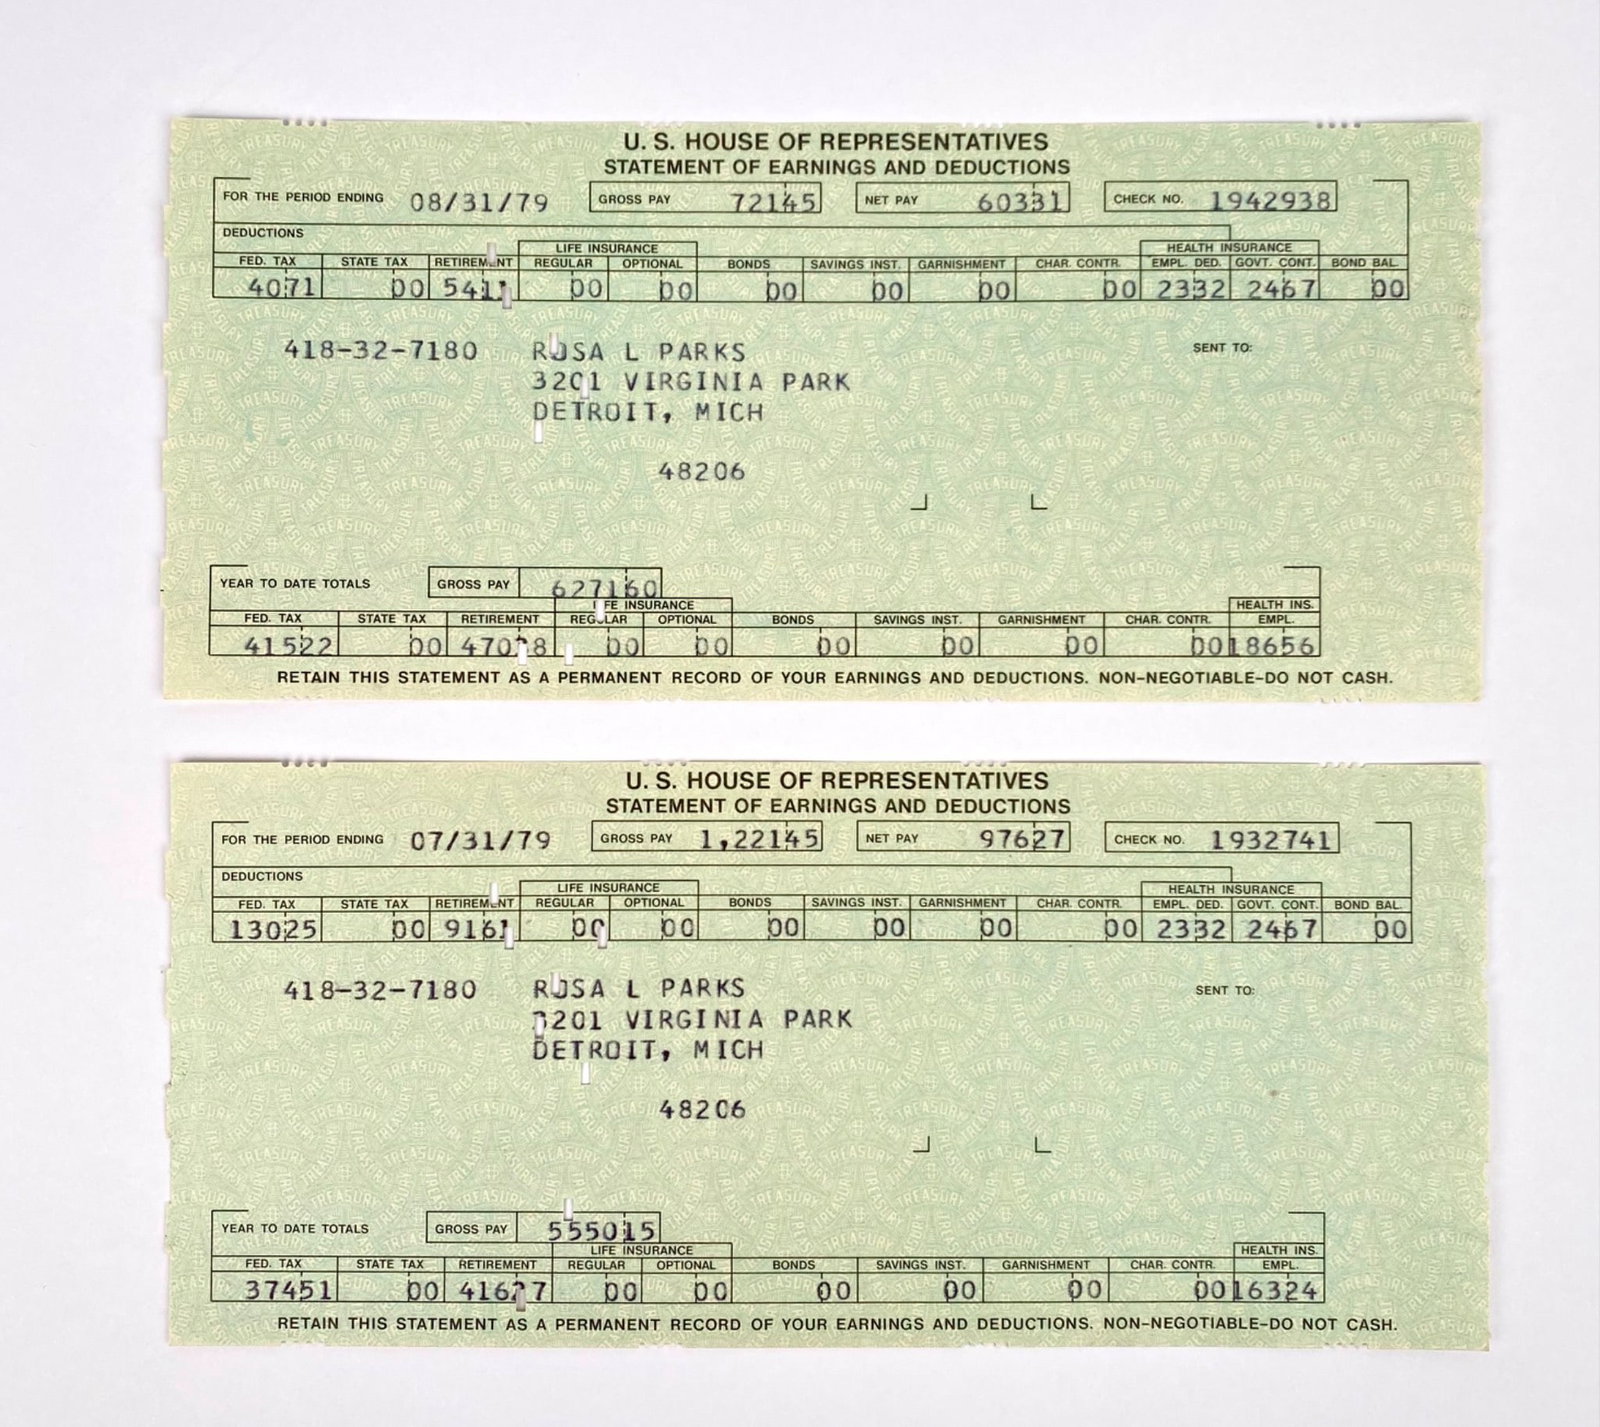 U. S. HOUSE OF REPRESENTATIVES
STATEMENT OF EARNINGS AND DEDUCTIONS
FOR THE PERIOD ENDING 08/31/79 GROSS PAY 72145 NET PAY 60331 CHECK NO. 1942938
DEDUCTIONS
LIFE INSURANCE HEALTH INSURANCE
FED. TAX STATE TAX RETIREMENT REGULAR OPTIONAL BONDS SAVINGS INST. GARNISHMENT CHAR. CONTR. EMPL. DED. GOVT. CONT. BOND BAL.
4071 00 5411 00 00 00 00 00 00 2332 2467 00
418-32-7180 ROSA L PARKS SENT TO:
3201 VIRGINIA PARK
DETROIT, MICH
48206
YEAR TO DATE TOTALS GROSS PAY 627160
LIFE INSURANCE HEALTH INS.
FED. TAX STATE TAX RETIREMENT REGULAR OPTIONAL BONDS SAVINGS INST. GARNISHMENT CHAR. CONTR. EMPL.
41522 00 47038 00 00 00 00 00 00 18656
RETAIN THIS STATEMENT AS A PERMANENT RECORD OF YOUR EARNINGS AND DEDUCTIONS. NON-NEGOTIABLE-DO NOT CASH.
U. S. HOUSE OF REPRESENTATIVES
STATEMENT OF EARNINGS AND DEDUCTIONS
FOR THE PERIOD ENDING 07/31/79 GROSS PAY 1,22145 NET PAY 97627 CHECK NO. 1932741
DEDUCTIONS
LIFE INSURANCE HEALTH INSURANCE
FED. TAX STATE TAX RETIREMENT REGULAR OPTIONAL BONDS SAVINGS INST. GARNISHMENT CHAR. CONTR. EMPL. DED. GOVT. CONT. BOND BAL.
13025 00 9161 00 00 00 00 00 00 2332 2467 00
418-32-7180 ROSA L PARKS SENT TO:
3201 VIRGINIA PARK
DETROIT, MICH
48206
YEAR TO DATE TOTALS GROSS PAY 555015
LIFE INSURANCE HEALTH INS.
FED. TAX STATE TAX RETIREMENT REGULAR OPTIONAL BONDS SAVINGS INST. GARNISHMENT CHAR. CONTR. EMPL.
37451 00 41627 00 00 00 00 00 00 16324
RETAIN THIS STATEMENT AS A PERMANENT RECORD OF YOUR EARNINGS AND DEDUCTIONS. NON-NEGOTIABLE-DO NOT CASH.